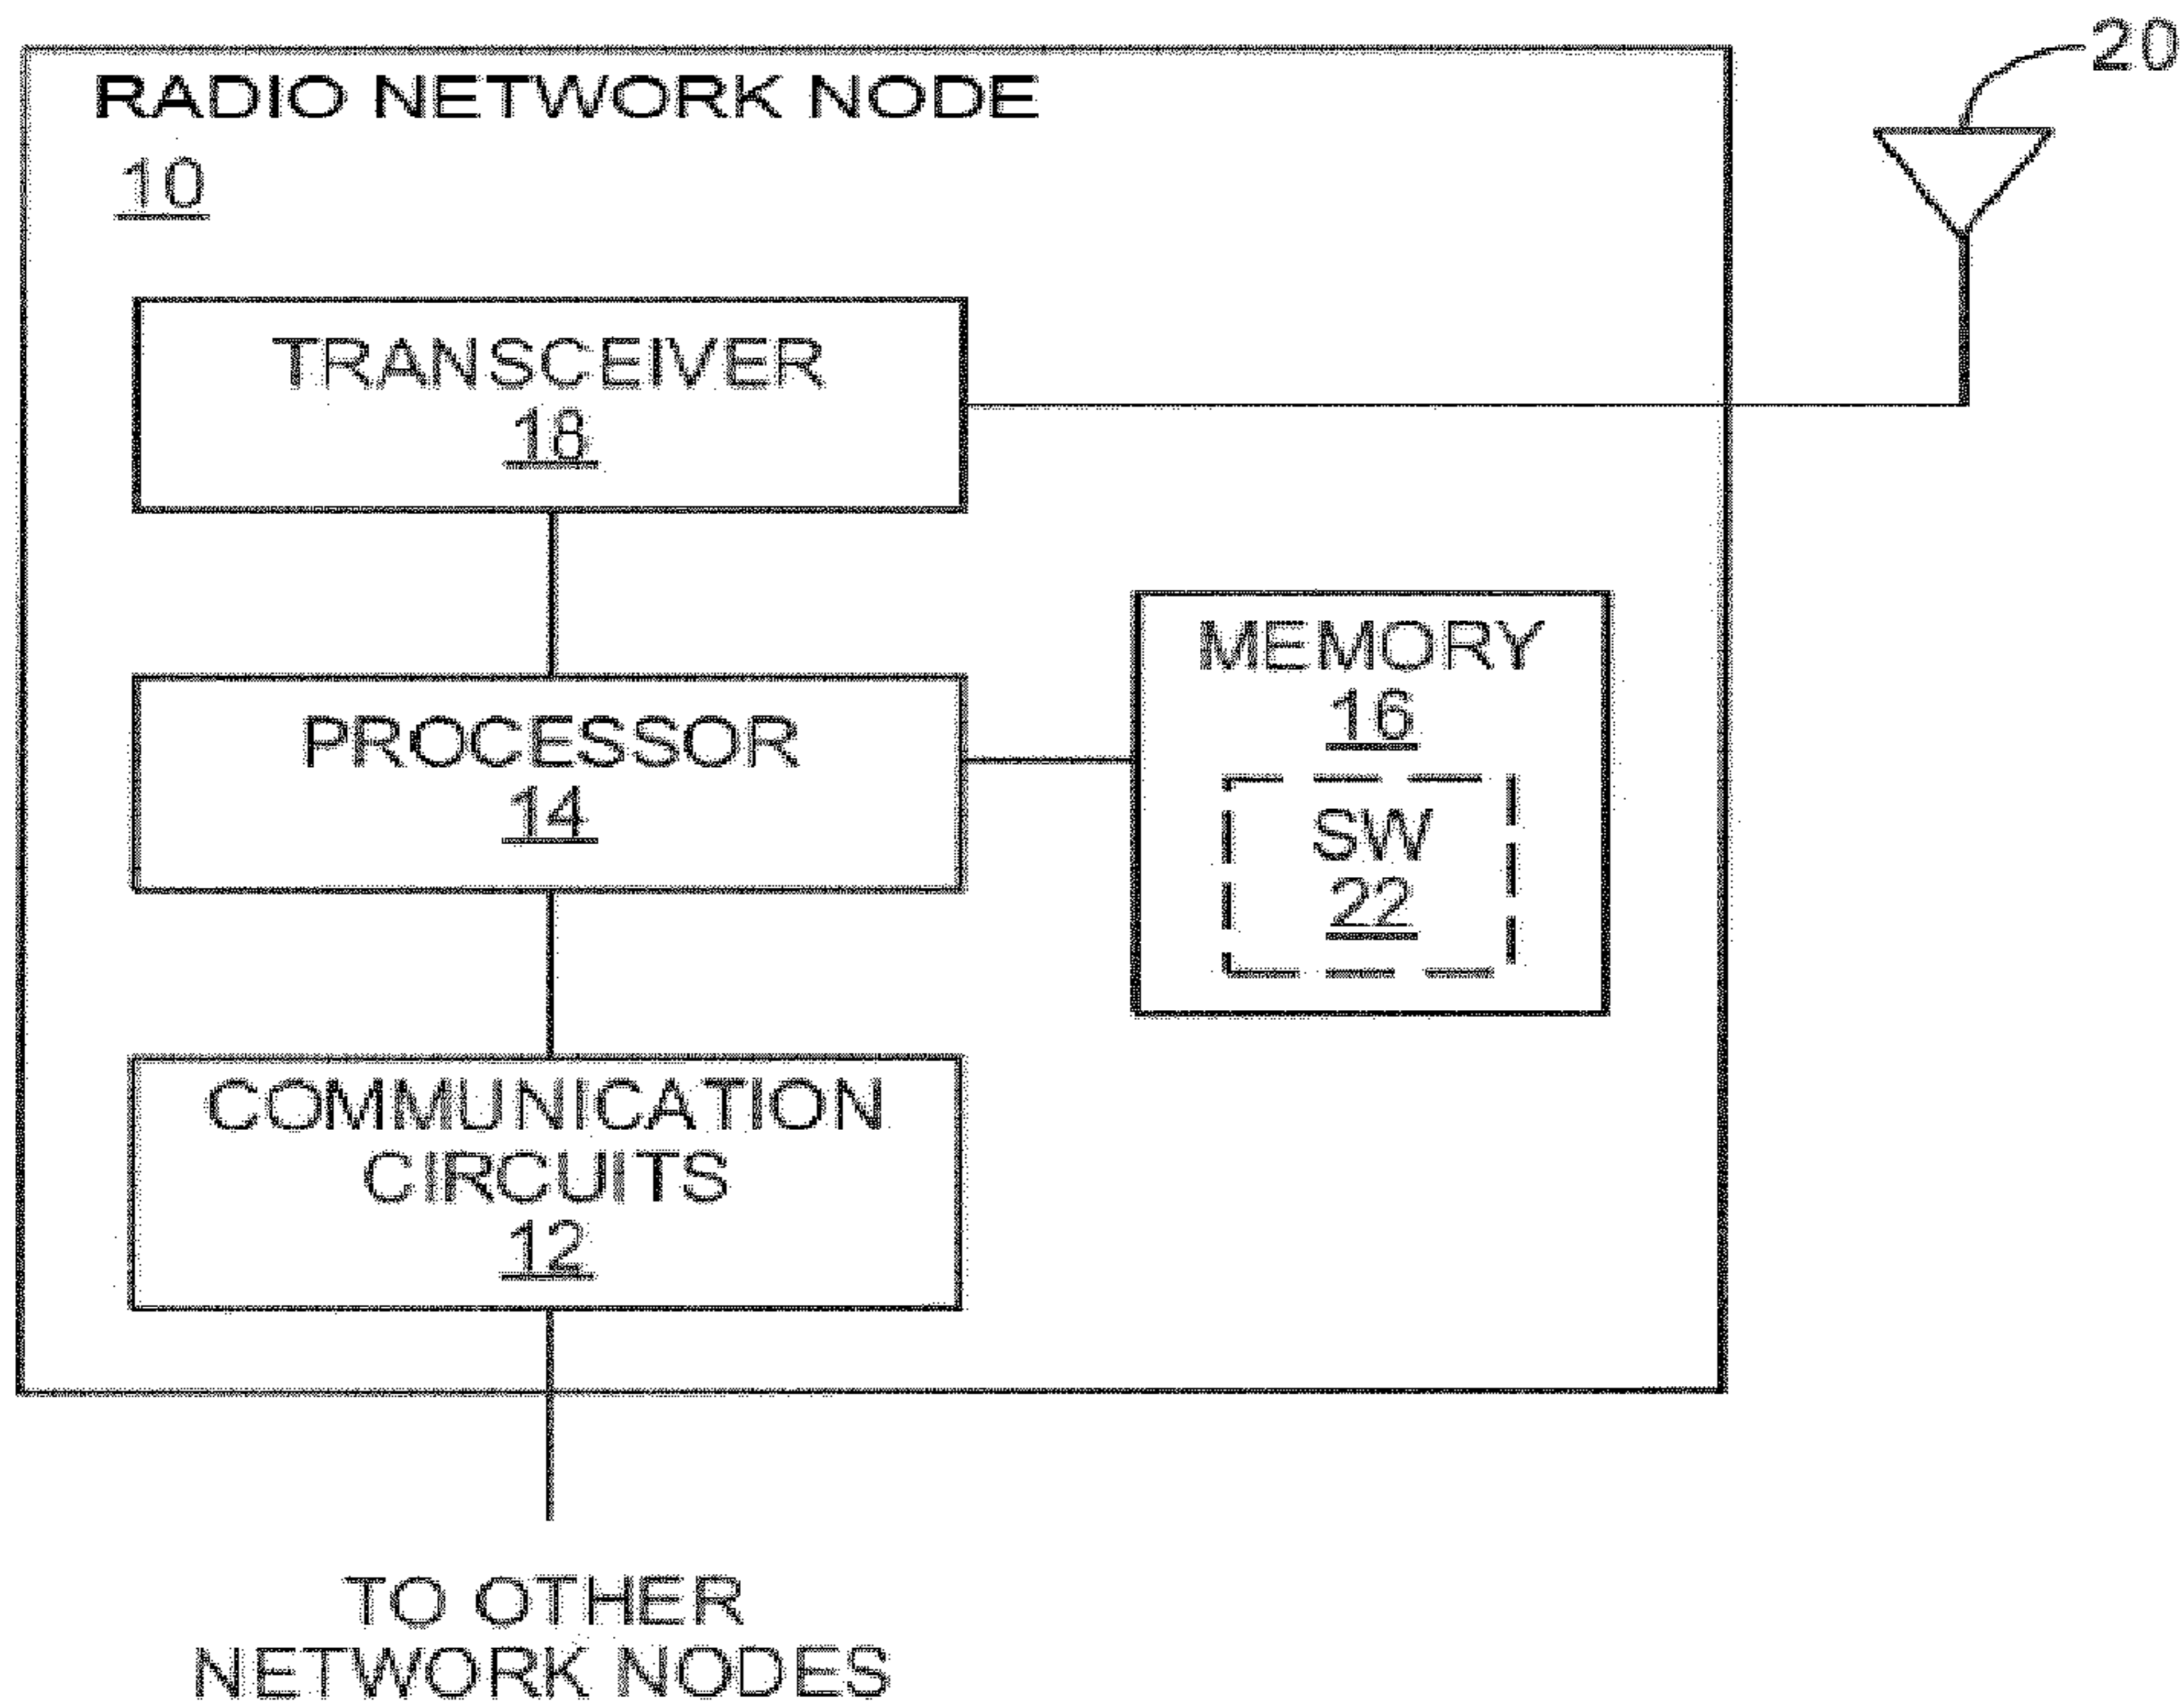 20
RADIO NETWORK NODE
10
TRANSCEIVER
18
MEMORY
16
PROCESSOR
14
SW
22
COMMUNICATION
CIRCUITS
12
TO OTHER
NETWORK NODES